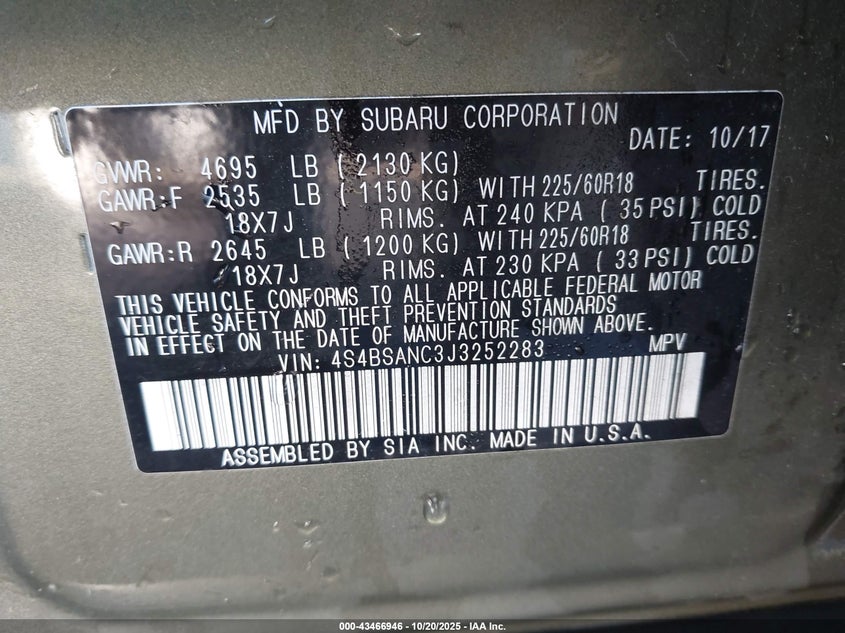 MFD BY SUBARU CORPORATION
DATE: 10/17
GVWR: 4695 LB ( 2130 KG)
GAWR:F 2535 LB ( 1150 KG) WITH 225/60R18 TIRES.
18X7J RIMS. AT 240 KPA ( 35 PSI) COLD
GAWR:R 2645 LB ( 1200 KG) WITH 225/60R18 TIRES.
18X7J RIMS. AT 230 KPA ( 33 PSI) COLD
THIS VEHICLE CONFORMS TO ALL APPLICABLE FEDERAL MOTOR
VEHICLE SAFETY AND THEFT PREVENTION STANDARDS
IN EFFECT ON THE DATE OF MANUFACTURE SHOWN ABOVE.
VIN: 4S4BSANC3J3252283 MPV
ASSEMBLED BY SIA INC. MADE IN U.S.A.
000-43466946 - 10/20/2025 - IAA Inc.